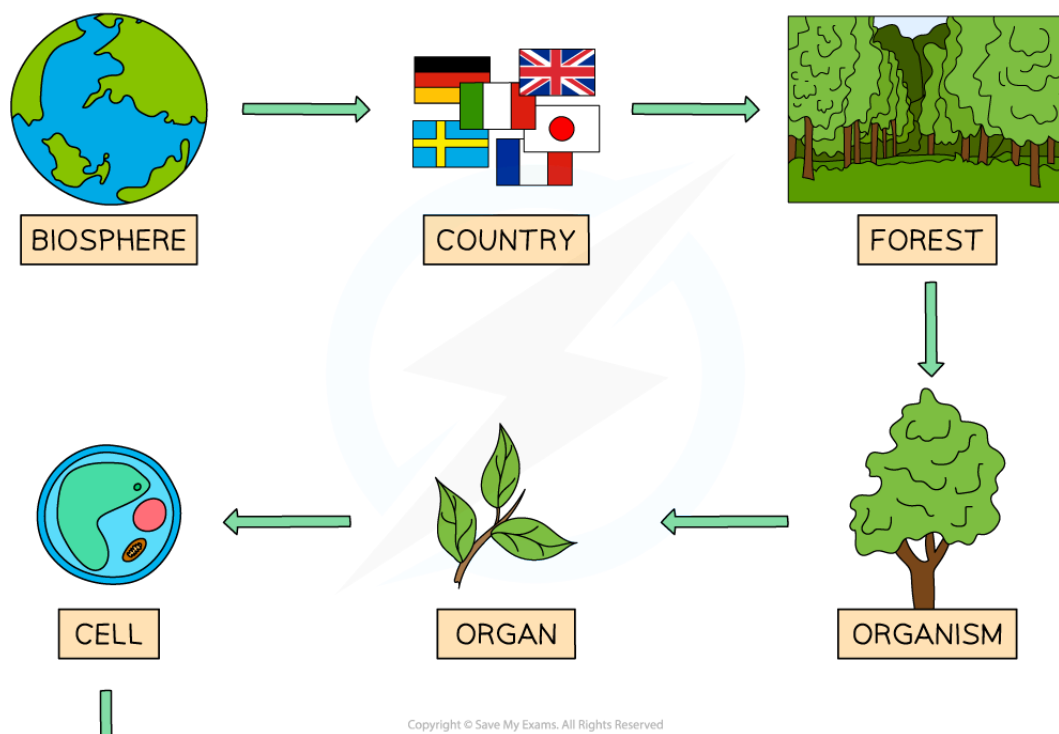 BIOSPHERE
COUNTRY
FOREST
ORGANISM
ORGAN
CELL
Copyright © Save My Exams. All Rights Reserved